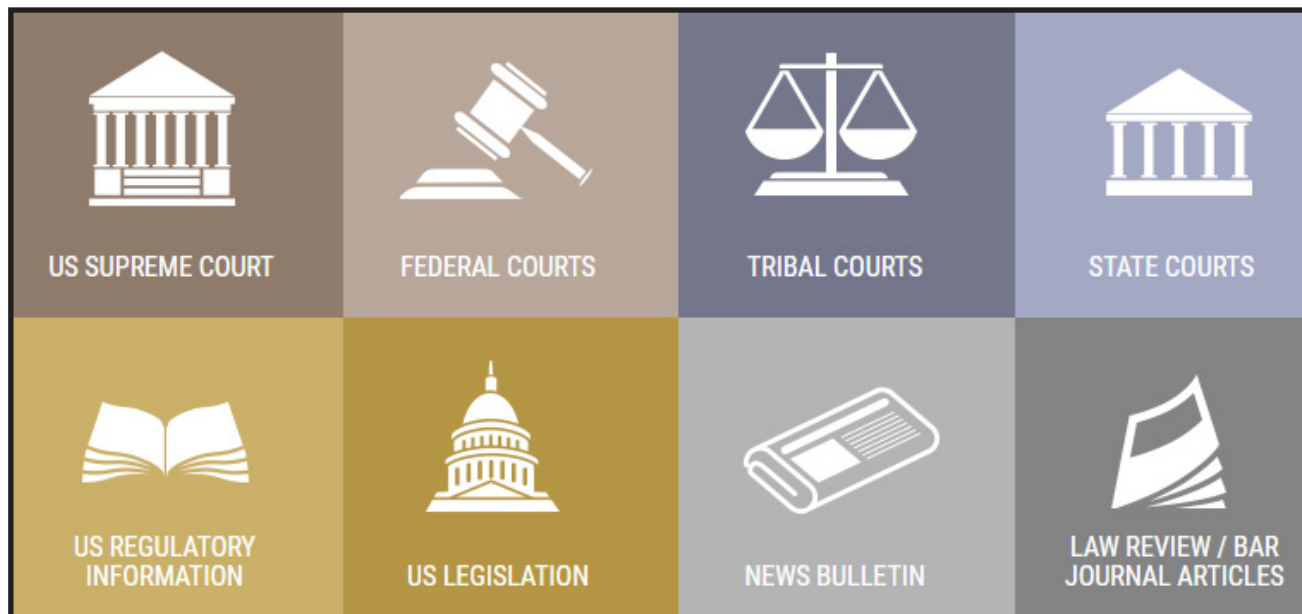 US SUPREME COURT
FEDERAL COURTS
TRIBAL COURTS
STATE COURTS
US REGULATORY
INFORMATION
US LEGISLATION
NEWS BULLETIN
LAW REVIEW / BAR
JOURNAL ARTICLES